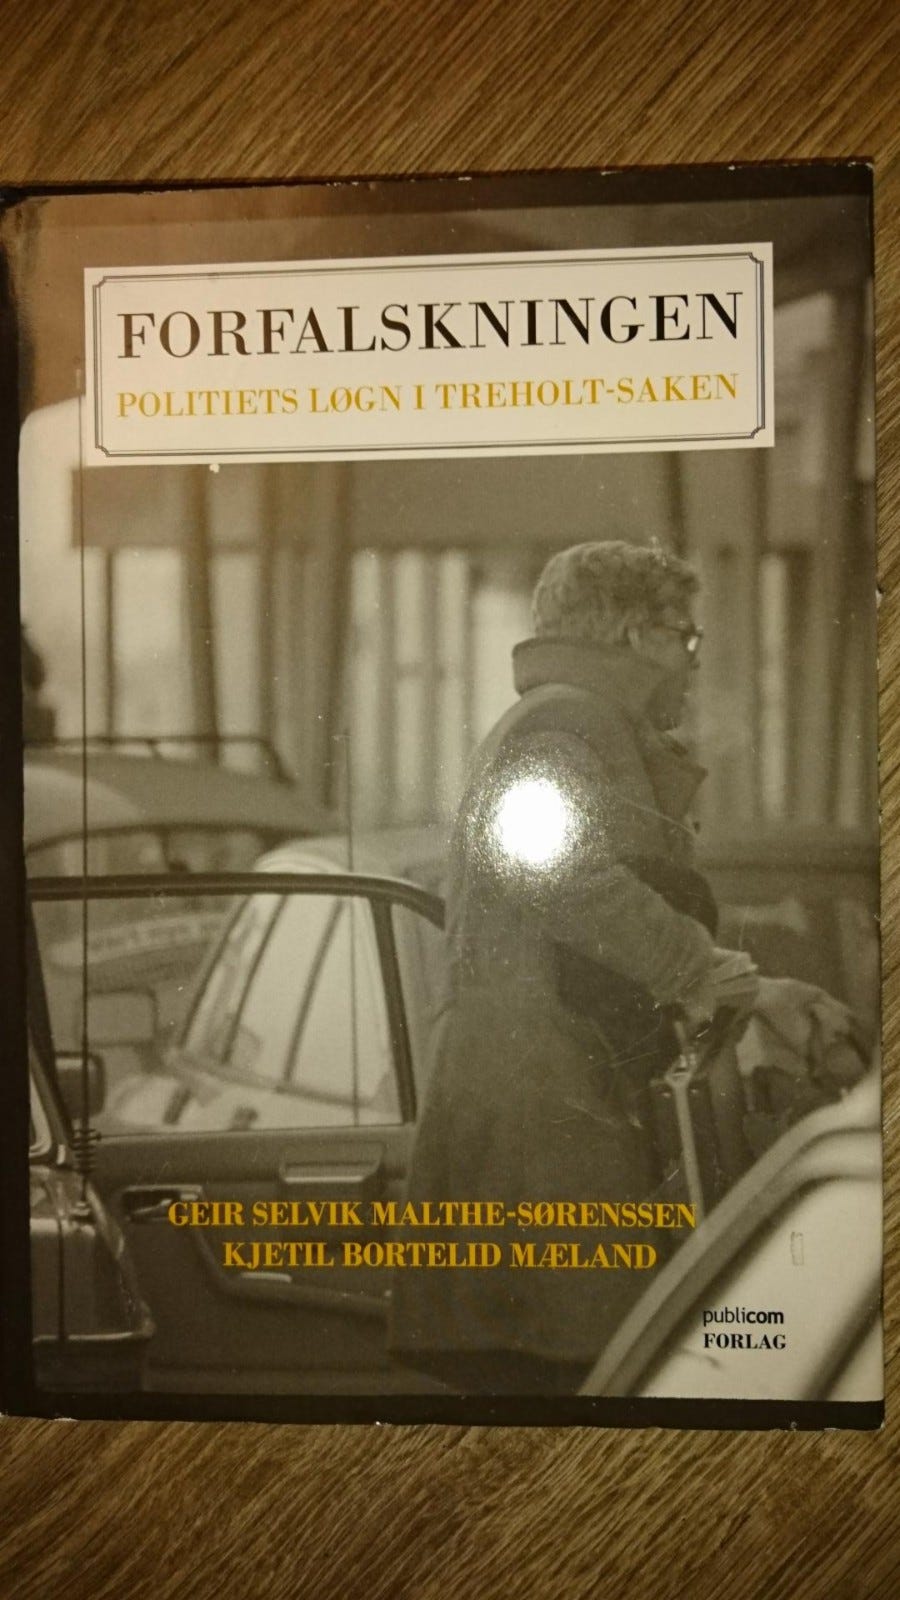 FORFALSKNINGEN
POLITIETS LØGN I TREHOLT-SAKEN
GEIR SELVIK MALTHE-SØRENSSEN
KJETIL BORTELID MÆLAND
publicom
FORLAG